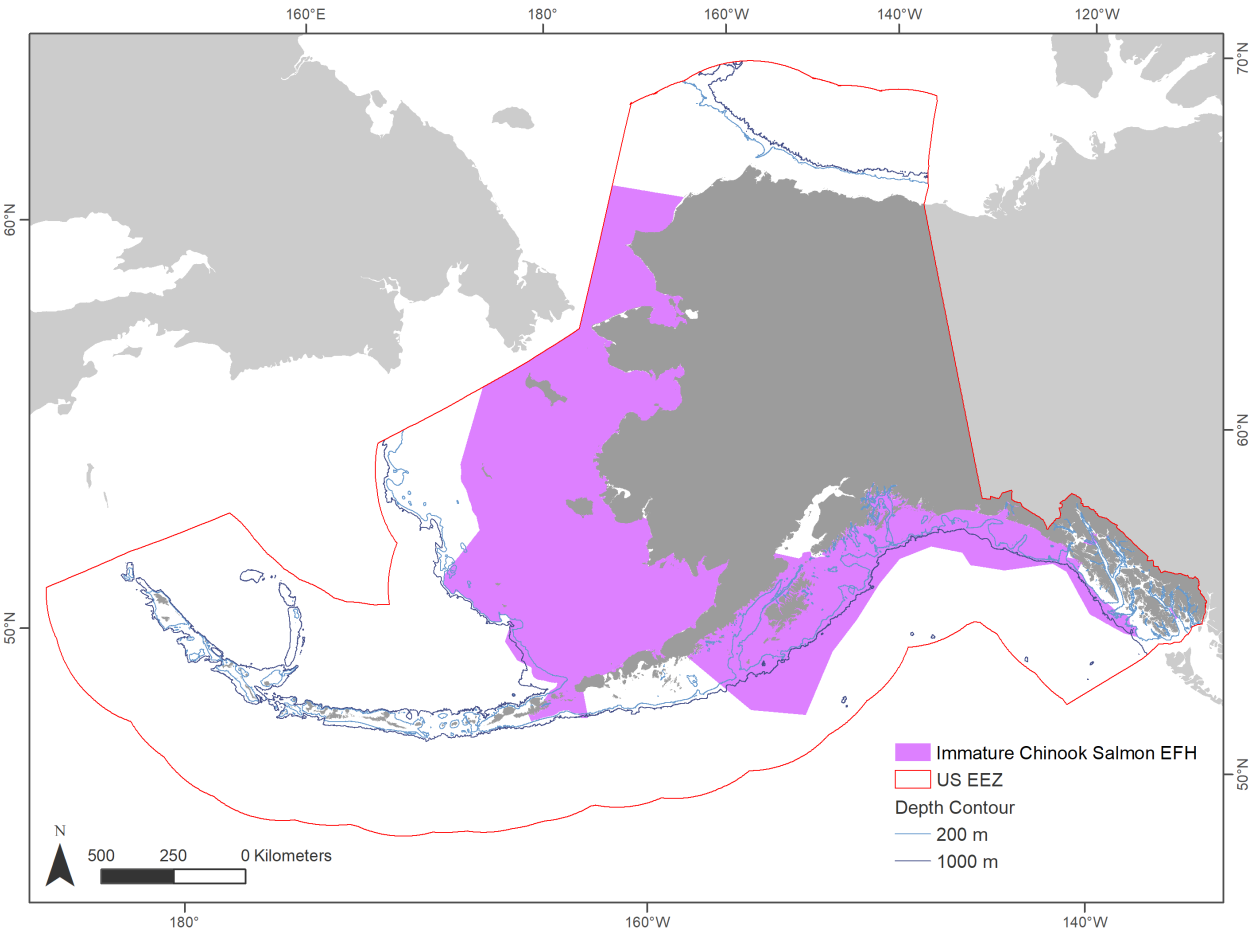 160°E 180° 160°W 140°W 120°W
70°N
60°N
60°N
50°N
50°N
Immature Chinook Salmon EFH
US EEZ
Depth Contour
200 m
1000 m
N
500 250 0 Kilometers
180° 160°W 140°W